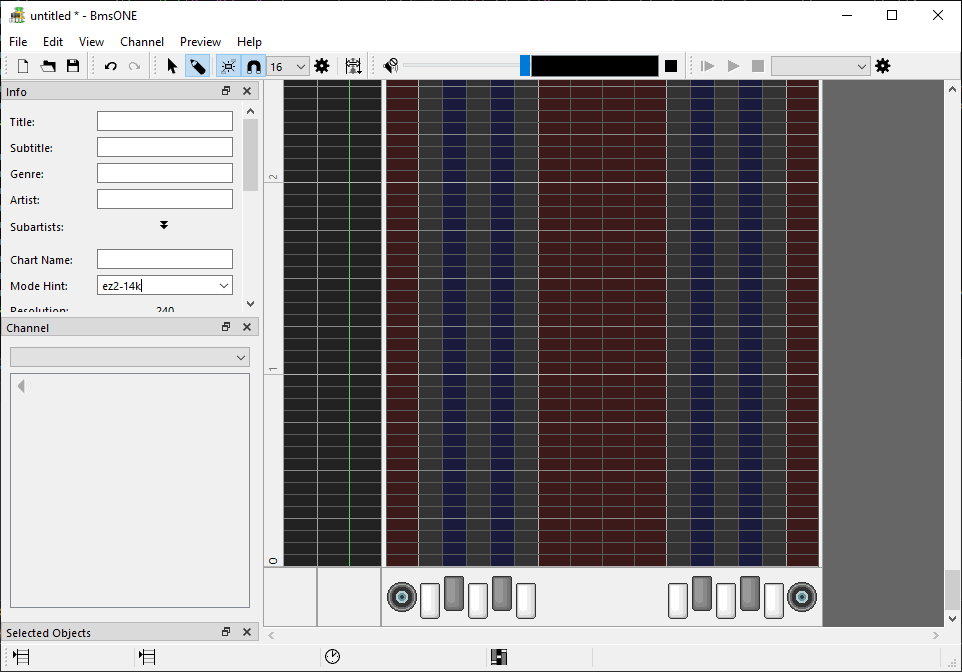 untitled * - BmsONE
File Edit View Channel Preview Help
16
Info
Title:
Subtitle:
Genre:
Artist:
Subartists:
Chart Name:
Mode Hint: ez2-14k
Resolution: 240
Channel
Selected Objects
2
1
0